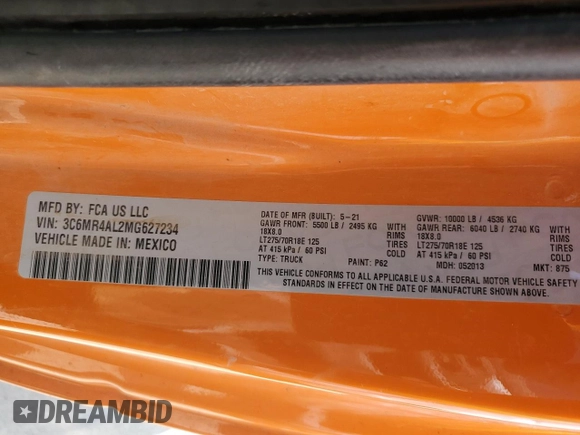 MFD BY: FCA US LLC
VIN: 3C6MR4AL2MG627234
VEHICLE MADE IN: MEXICO
DATE OF MFR (BUILT): 5-21
GAWR FRONT: 5500 LB / 2495 KG WITH
18X8.0 RIMS
LT275/70R18E 125 TIRES
AT 415 kPa / 60 PSI COLD
TYPE: TRUCK PAINT: P62
GVWR: 10000 LB / 4536 KG
GAWR REAR: 6040 LB / 2740 KG WITH
18X8.0 RIMS
LT275/70R18E 125 TIRES
AT 415 kPa / 60 PSI COLD
MDH: 052013 MKT: 875
THIS VEHICLE CONFORMS TO ALL APPLICABLE U.S.A. FEDERAL MOTOR VEHICLE SAFETY
STANDARDS IN EFFECT ON THE DATE OF MANUFACTURE SHOWN ABOVE.
DREAMBID